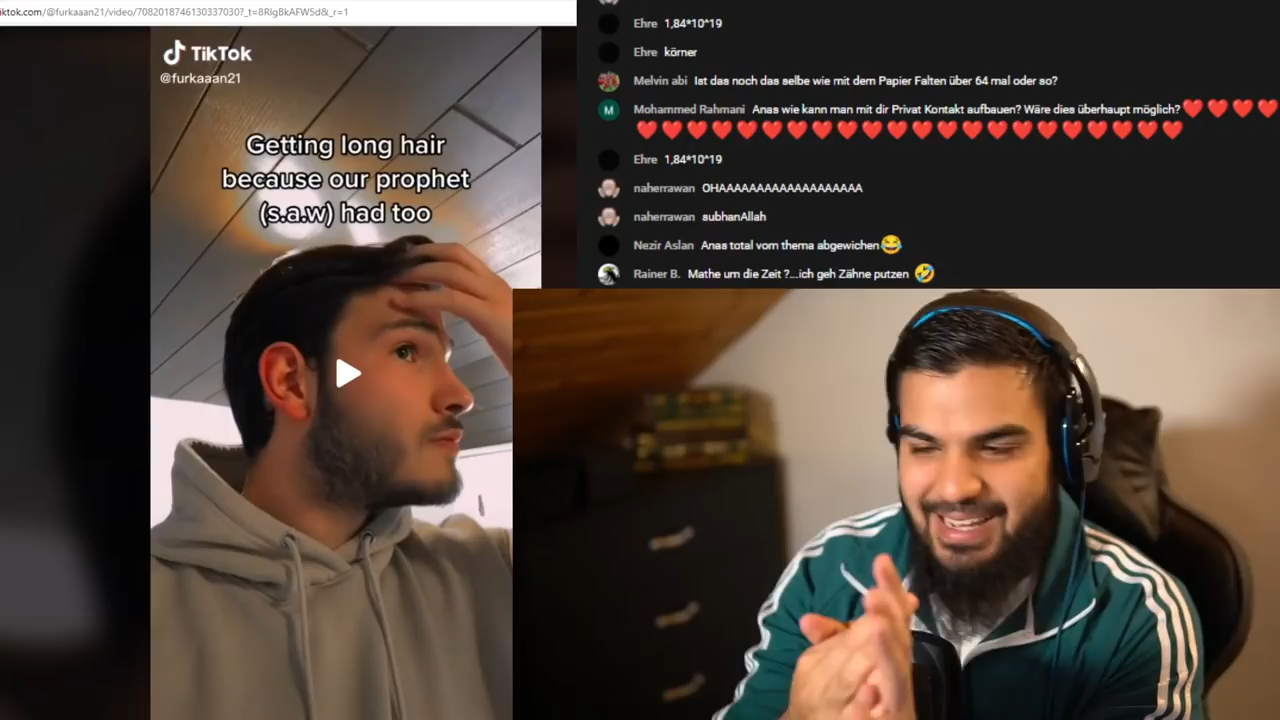 iktok.com/@furkaaan21/video/7082018746130337030?_t=8RlgBkAFW5d&_r=1
TikTok
@furkaaan21
Getting long hair
because our prophet
(s.a.w) had too
Ehre 1,84*10^19
Ehre körner
Melvin abi Ist das noch das selbe wie mit dem Papier Falten über 64 mal oder so?
M Mohammed Rahmani Anas wie kann man mit dir Privat Kontakt aufbauen? Wäre dies überhaupt möglich?❤️❤️❤️❤️
❤️❤️❤️❤️❤️❤️❤️❤️❤️❤️❤️❤️❤️❤️❤️❤️❤️❤️❤️❤️❤️❤️
Ehre 1,84*10^19
naherrawan OHAAAAAAAAAAAAAAAAAAA
naherrawan subhanAllah
Nezir Aslan Anas total vom thema abgewichen😂
Rainer B. Mathe um die Zeit ?...ich geh Zähne putzen 🤣